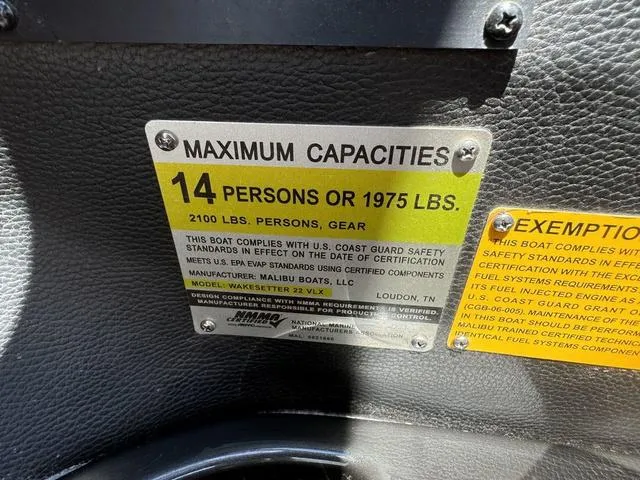 MAXIMUM CAPACITIES
14 PERSONS OR 1975 LBS.
2100 LBS. PERSONS, GEAR
THIS BOAT COMPLIES WITH U.S. COAST GUARD SAFETY
STANDARDS IN EFFECT ON THE DATE OF CERTIFICATION
MEETS U.S. EPA EVAP STANDARDS USING CERTIFIED COMPONENTS
MANUFACTURER: MALIBU BOATS, LLC
MODEL: WAKESETTER 22 VLX
LOUDON, TN
DESIGN COMPLIANCE WITH NMMA REQUIREMENTS IS VERIFIED.
MANUFACTURER RESPONSIBLE FOR PRODUCTION CONTROL.
NMMA
CERTIFIED
NATIONAL MARINE
MANUFACTURERS ASSOCIATION
EXEMPTIO
THIS BOAT COMPLIES WIT
SAFETY STANDARDS IN EF
CERTIFICATION WITH THE EXC
FUEL SYSTEMS REQUIREMENTS
ITS FUEL INJECTED ENGINE AS
U.S. COAST GUARD GRANT O
(CGB-06-005). MAINTENANCE OF THE
IN THIS BOAT SHOULD BE PERFOR
MALIBU TRAINED CERTIFIED TECHNIC
IDENTICAL FUEL SYSTEMS COMPONEN